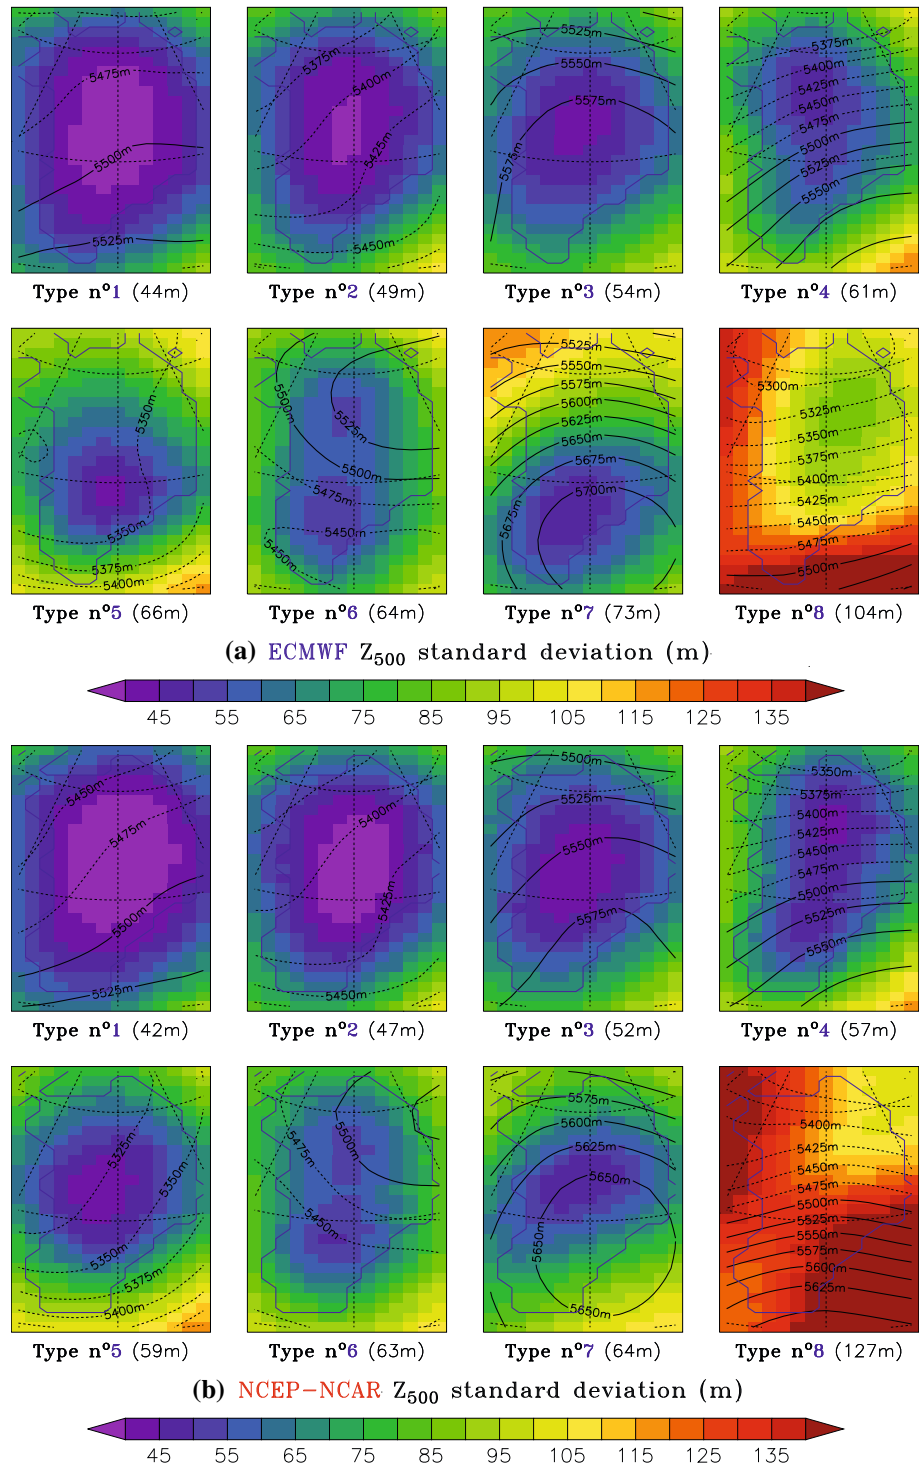 5475m
5500m
5525m
Type nº1 (44m)
5375m
5400m
5425m
5450m
Type nº2 (49m)
5525m
5550m
5575m
5575m
Type nº3 (54m)
5375m
5400m
5425m
5450m
5475m
5500m
5525m
5550m
Type nº4 (61m)
5350m
5350m
5375m
5400m
Type nº5 (66m)
5500m
5525m
5500m
5475m
5450m
5450m
Type nº6 (64m)
5525m
5550m
5575m
5600m
5625m
5650m
5675m
5700m
5675m
Type nº7 (73m)
5300m
5325m
5350m
5375m
5400m
5425m
5450m
5475m
5500m
Type nº8 (104m)
(a) ECMWF Z500 standard deviation (m)
45 55 65 75 85 95 105 115 125 135
5450m
5475m
5500m
5525m
Type nº1 (42m)
5400m
5425m
5450m
Type nº2 (47m)
5500m
5525m
5550m
5575m
Type nº3 (52m)
5350m
5375m
5400m
5425m
5450m
5475m
5500m
5525m
5550m
Type nº4 (57m)
5325m
5350m
5350m
5375m
5400m
Type nº5 (59m)
5475m
5500m
5450m
Type nº6 (63m)
5575m
5600m
5625m
5650m
5650m
5650m
Type nº7 (64m)
5400m
5425m
5450m
5475m
5500m
5525m
5550m
5575m
5600m
5625m
Type nº8 (127m)
(b) NCEP-NCAR Z500 standard deviation (m)
45 55 65 75 85 95 105 115 125 135